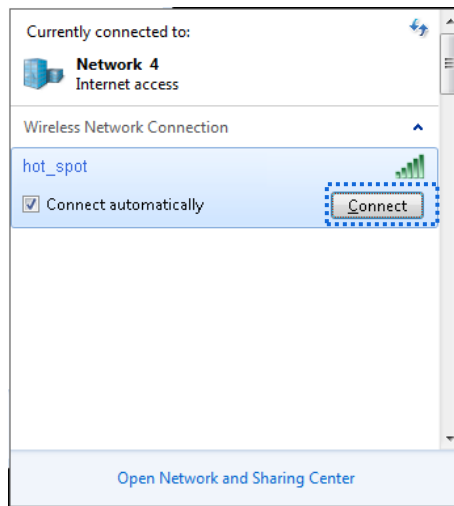 Currently connected to:
Network 4
Internet access
Wireless Network Connection
hot_spot
Connect automatically
Connect
Open Network and Sharing Center